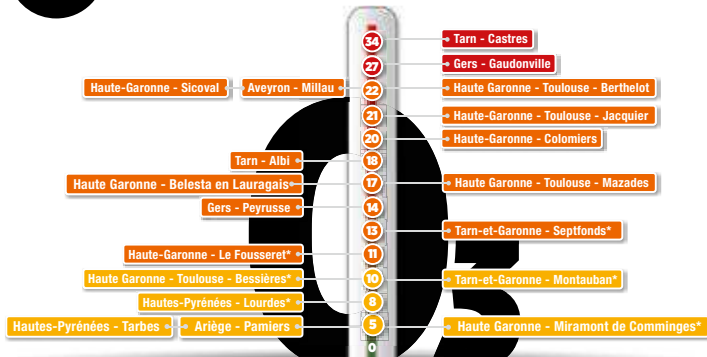 34 Tarn - Castres
27 Gers - Gaudonville
Haute-Garonne - Sicoval Aveyron - Millau 22 Haute Garonne - Toulouse - Berthelot
21 Haute-Garonne - Toulouse - Jacquier
20 Haute-Garonne - Colomiers
Tarn - Albi 18
Haute Garonne - Belesta en Lauragais 17 Haute Garonne - Toulouse - Mazades
Gers - Peyrusse 14
13 Tarn-et-Garonne - Septfonds*
Haute-Garonne - Le Fousseret* 11
Haute Garonne - Toulouse - Bessières* 10 Tarn-et-Garonne - Montauban*
Hautes-Pyrénées - Lourdes* 8
Hautes-Pyrénées - Tarbes Ariège - Pamiers 5 Haute Garonne - Miramont de Comminges*
0
O3